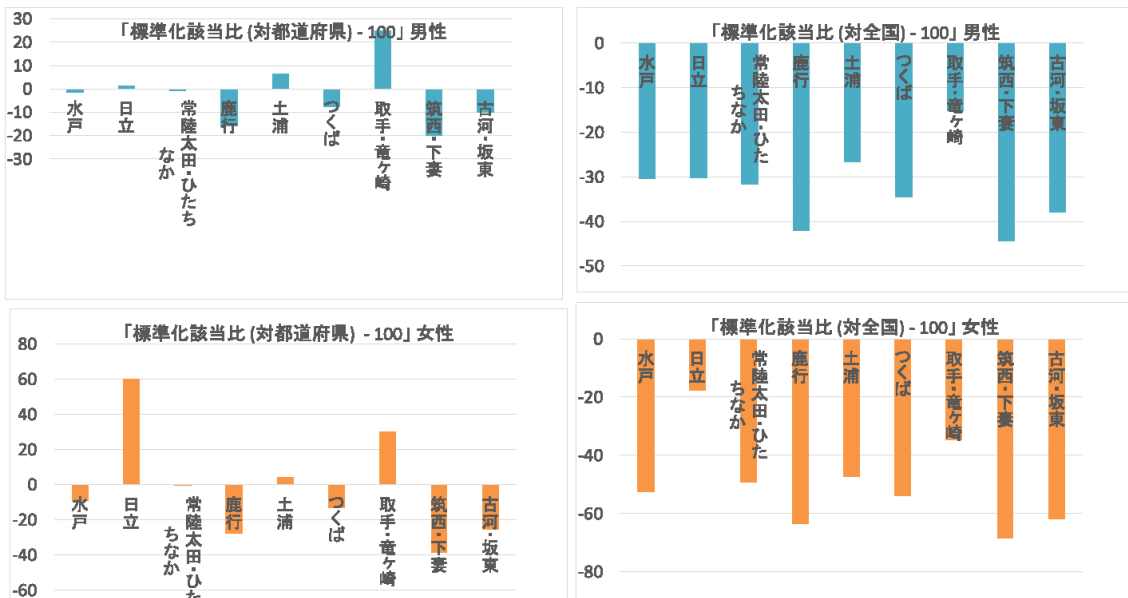 「標準化該当比 (対都道府県) - 100」 男性
30
20
10
0
-10
-20
-30
水戸
日立
常陸太田・ひたち
なか
鹿行
土浦
つくば
取手・竜ヶ崎
筑西・下妻
古河・坂東
「標準化該当比 (対全国) - 100」 男性
0
-10
-20
-30
-40
-50
水戸
日立
常陸太田・ひた
ちなか
鹿行
土浦
つくば
取手・竜ヶ崎
筑西・下妻
古河・坂東
「標準化該当比 (対都道府県) - 100」 女性
80
60
40
20
0
-20
-40
-60
水戸
日立
常陸太田・ひた
ちなか
鹿行
土浦
つくば
取手・竜ヶ崎
筑西・下妻
古河・坂東
「標準化該当比 (対全国) - 100」 女性
0
-20
-40
-60
-80
水戸
日立
常陸太田・ひた
ちなか
鹿行
土浦
つくば
取手・竜ヶ崎
筑西・下妻
古河・坂東